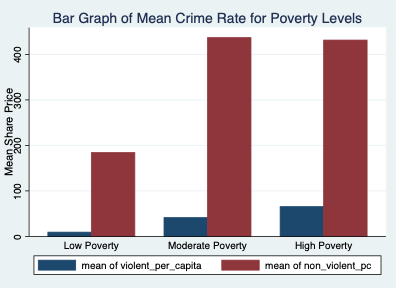 Bar Graph of Mean Crime Rate for Poverty Levels
Mean Share Price
400
300
200
100
0
Low Poverty
Moderate Poverty
High Poverty
mean of violent_per_capita
mean of non_violent_pc